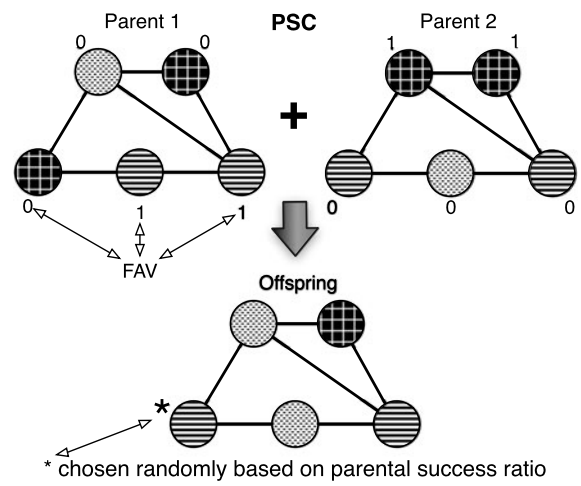 Parent 1 PSC Parent 2
0 0 1 1
+
0 1 1 0 0 0
FAV
Offspring
*
* chosen randomly based on parental success ratio